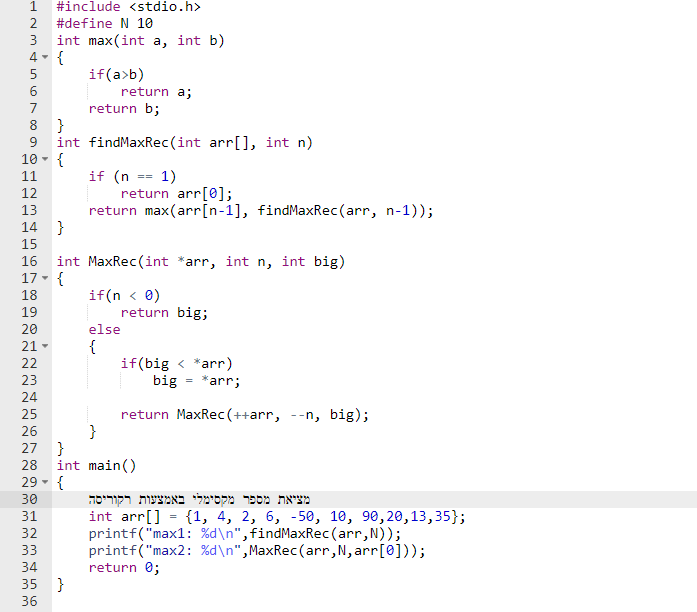 1 #include <stdio.h>
2 #define N 10
3 int max(int a, int b)
4 {
5     if(a>b)
6         return a;
7     return b;
8 }
9 int findMaxRec(int arr[], int n)
10 {
11     if (n == 1)
12         return arr[0];
13     return max(arr[n-1], findMaxRec(arr, n-1));
14 }
15
16 int MaxRec(int *arr, int n, int big)
17 {
18     if(n < 0)
19         return big;
20     else
21     {
22         if(big < *arr)
23             big = *arr;
24
25         return MaxRec(++arr, --n, big);
26     }
27 }
28 int main()
29 {
30     מציאת מספר מקסימלי באמצעות רקוריסה
31     int arr[] = {1, 4, 2, 6, -50, 10, 90,20,13,35};
32     printf("max1: %d\n",findMaxRec(arr,N));
33     printf("max2: %d\n",MaxRec(arr,N,arr[0]));
34     return 0;
35 }
36